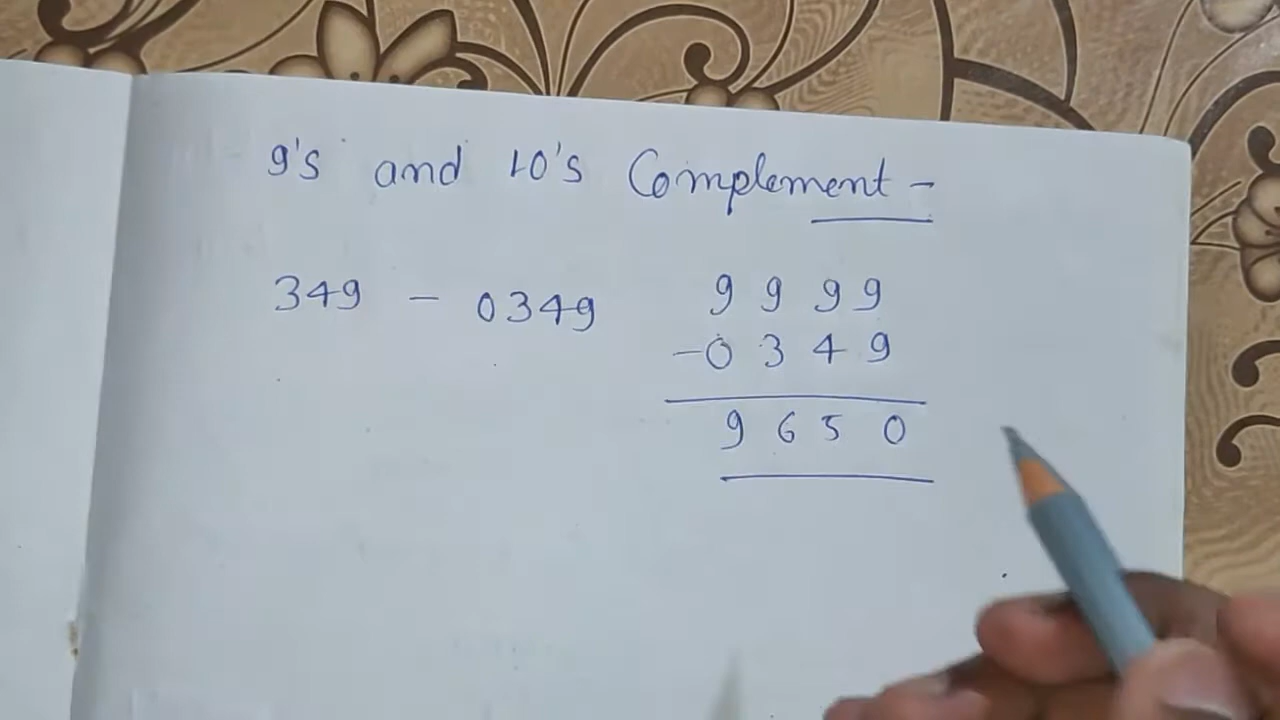 9's and 10's Complement -
349 - 0349
9 9 9 9
-0 3 4 9
9 6 5 0